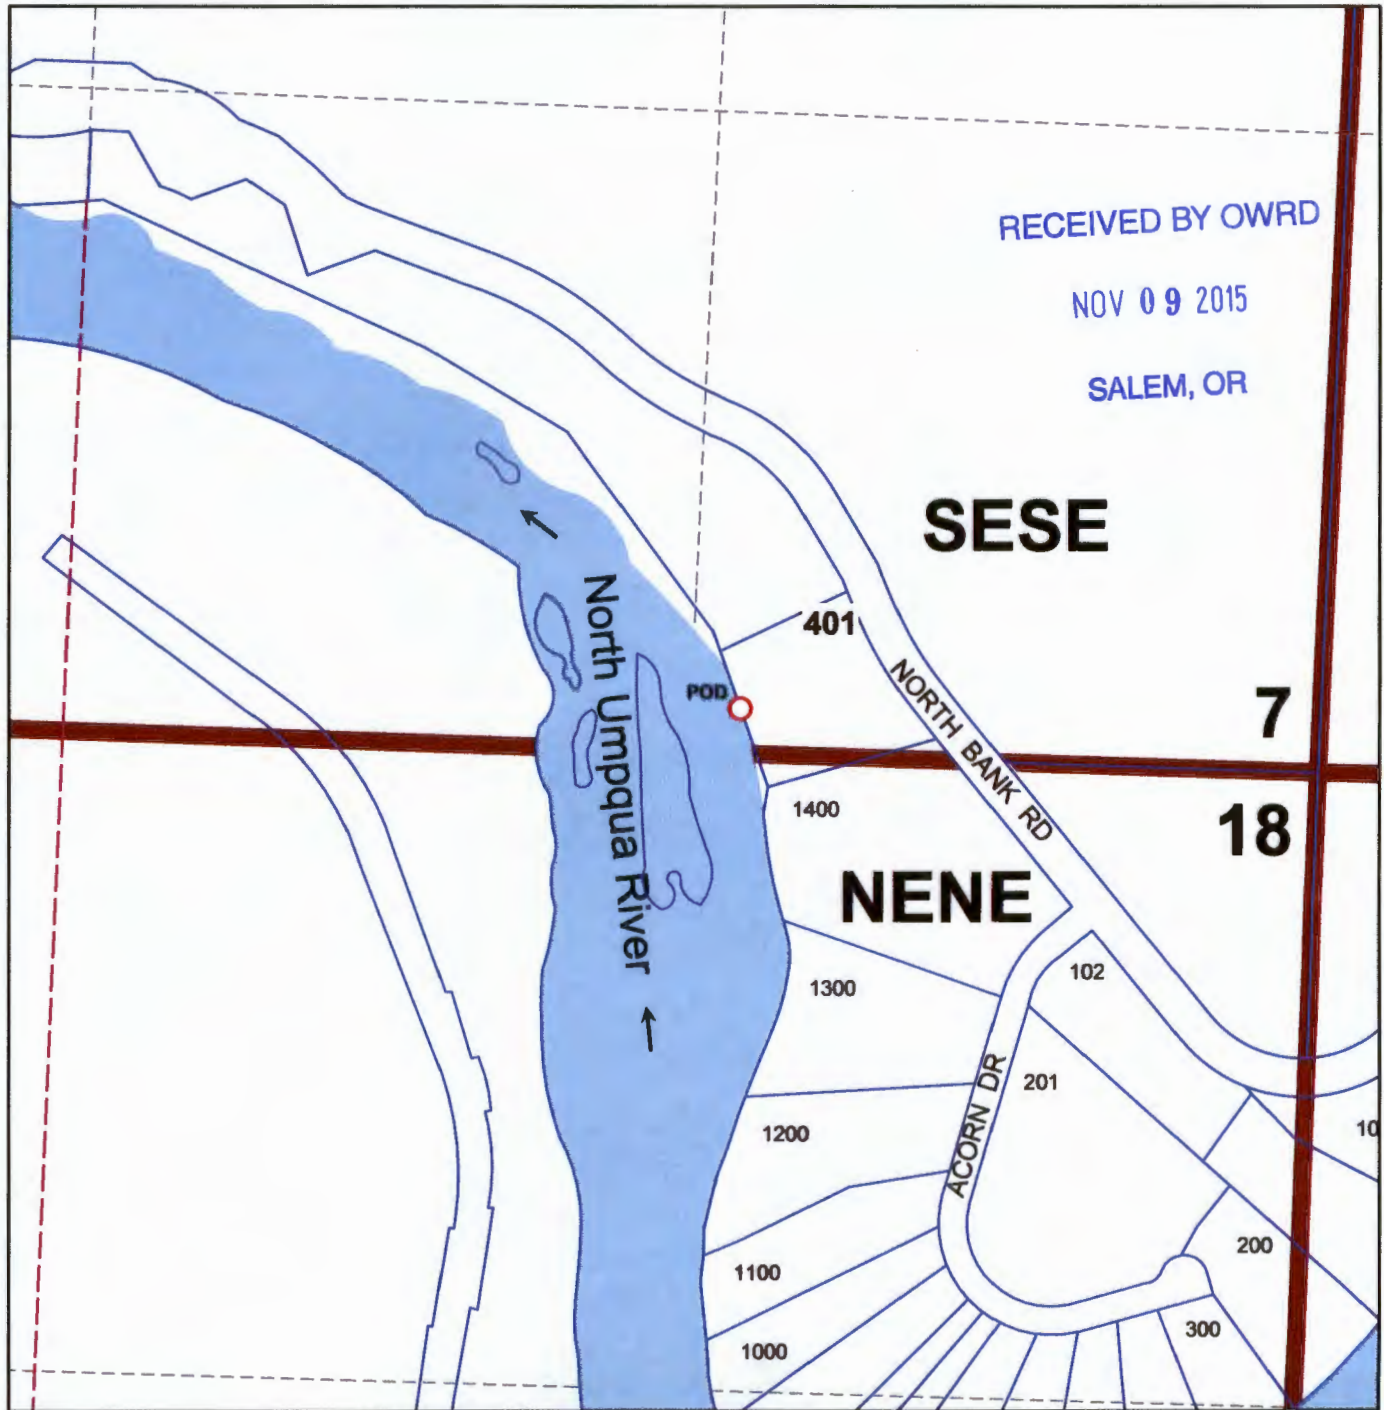 RECEIVED BY OWRD
NOV 09 2015
SALEM, OR
SESE
401
North Umpqua River
POD
NORTH BANK RD
7
18
1400
NENE
102
1300
201
ACORN DR
1200
10
200
1100
300
1000